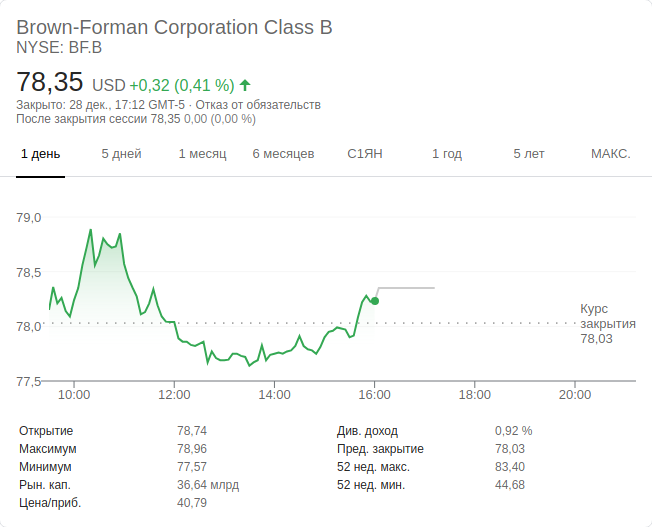 Brown-Forman Corporation Class B
NYSE: BF.B
78,35 USD +0,32 (0,41 %)
Закрыто: 28 дек., 17:12 GMT-5 · Отказ от обязательств
После закрытия сессии 78,35 0,00 (0,00 %)
1 день 5 дней 1 месяц 6 месяцев С1ЯН 1 год 5 лет МАКС.
79,0
78,5
78,0
77,5
Курс
закрытия
78,03
10:00 12:00 14:00 16:00 18:00 20:00
Открытие 78,74 Див. доход 0,92 %
Максимум 78,96 Пред. закрытие 78,03
Минимум 77,57 52 нед. макс. 83,40
Рын. кап. 36,64 млрд 52 нед. мин. 44,68
Цена/приб. 40,79